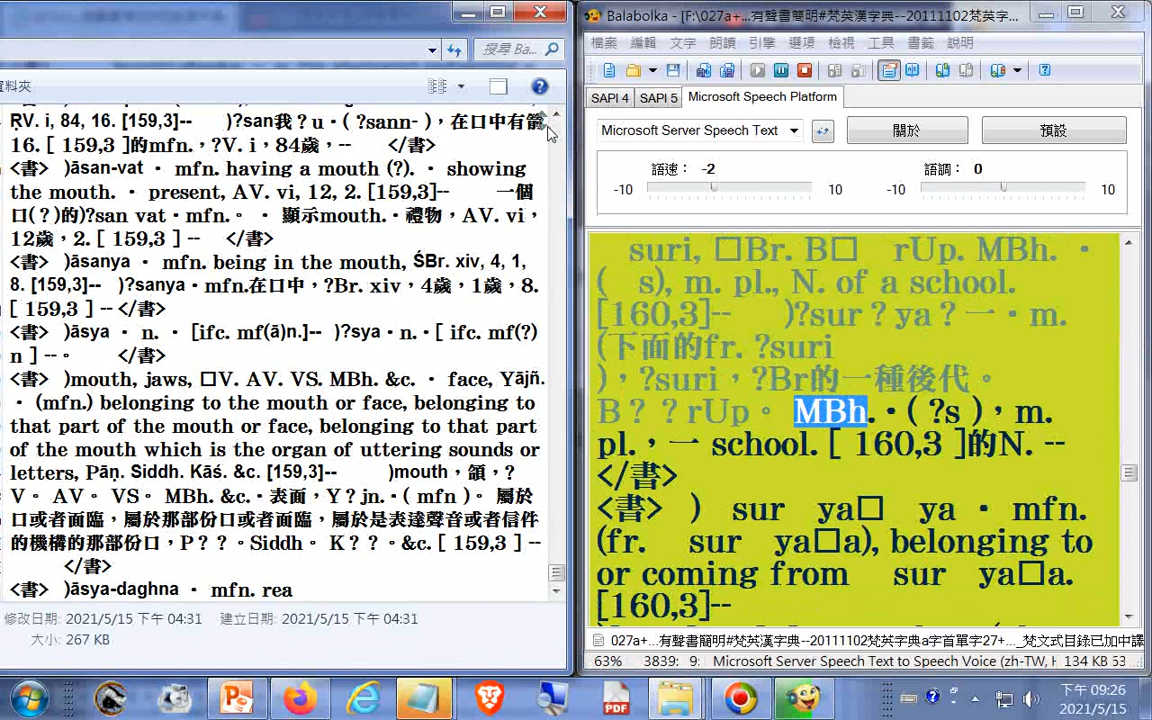 搜尋 Ba...
資料夾
ṚV. i, 84, 16. [159,3]-- )?san我？u‧( ?sann- )，在口中有箭
16. [ 159,3 ]的mfn.，?V. i，84歲，-- </書>
<書> )āsan-vat ‧ mfn. having a mouth (?). ‧ showing
the mouth. ‧ present, AV. vi, 12, 2. [159,3]-- 一個
口(？)的)?san vat‧mfn.。‧ 顯示mouth.‧禮物，AV. vi，
12歲，2. [ 159,3 ] -- </書>
<書> )āsanya ‧ mfn. being in the mouth, ŚBr. xiv, 4, 1,
8. [159,3]-- )?sanya‧mfn.在口中，?Br. xiv，4歲，1歲，8.
[ 159,3 ] -- </書>
<書> )āsya ‧ n. ‧ [ifc. mf(ā)n.]-- )?sya‧n.‧[ ifc. mf(?)
n ] --。 </書>
<書> )mouth, jaws, □V. AV. VS. MBh. &c. ‧ face, Yājñ.
‧ (mfn.) belonging to the mouth or face, belonging to
that part of the mouth or face, belonging to that part
of the mouth which is the organ of uttering sounds or
letters, Pāṇ. Siddh. Kāś. &c. [159,3]-- )mouth，頜，?
V。 AV。 VS。 MBh. &c.‧表面，Y？jn.‧( mfn )。 屬於
口或者面臨，屬於那部份口或者面臨，屬於是表達聲音或者信件
的機構的那部份口，P？？。Siddh。 K？？。&c. [ 159,3 ] --
</書>
<書> )āsya-daghna ‧ mfn. rea
修改日期: 2021/5/15 下午 04:31 建立日期: 2021/5/15 下午 04:31
大小: 267 KB
Balabolka - [F:\027a+...有聲書簡明#梵英漢字典--20111102梵英字...
檔案 編輯 文字 朗讀 引擎 選項 檢視 工具 書籤 說明
SAPI 4 SAPI 5 Microsoft Speech Platform
Microsoft Server Speech Text 關於 預設
語速： -2 語調： 0
-10 10 -10 10
suri, □Br. B□ rUp. MBh. ‧
( s), m. pl., N. of a school.
[160,3]-- )?sur？ya？一‧m.
(下面的fr. ?suri
)，?suri，?Br的一種後代。
B？？rUp。 MBh.‧( ?s )，m.
pl.，一 school. [ 160,3 ]的N. --
</書>
<書> ) sur ya□ ya ‧ mfn.
(fr. sur ya□a), belonging to
or coming from sur ya□a.
[160,3]--
027a+...有聲書簡明#梵英漢字典--20111102梵英字典a字首單字27+..._梵文式目錄已加中譯
63% 3839: 9: Microsoft Server Speech Text to Speech Voice (zh-TW, H 134 KB 53
下午 09:26
2021/5/15